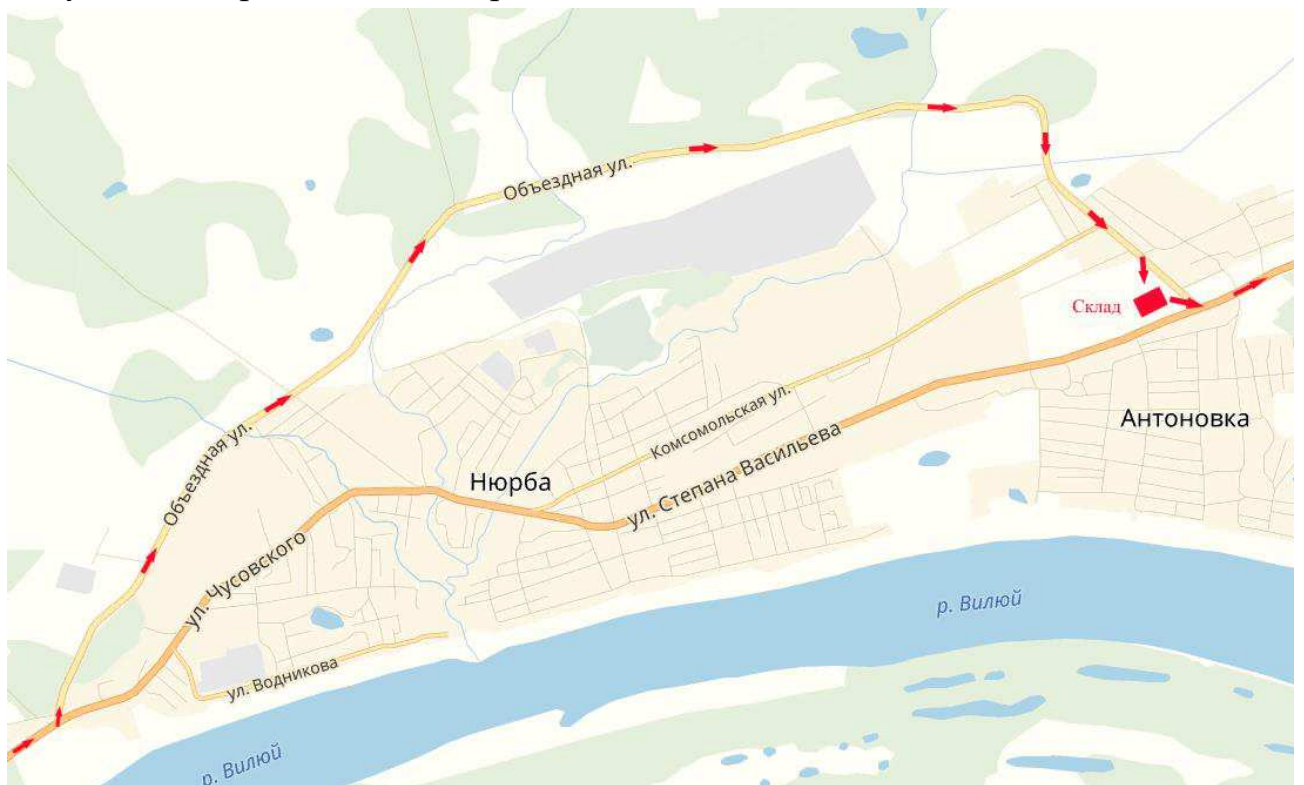 Объездная ул.
Склад
Комсомольская ул.
Антоновка
Объездная ул.
Нюрба
ул. Степана Васильева
ул. Чусовского
р. Вилюй
ул. Водникова
р. Вилюй